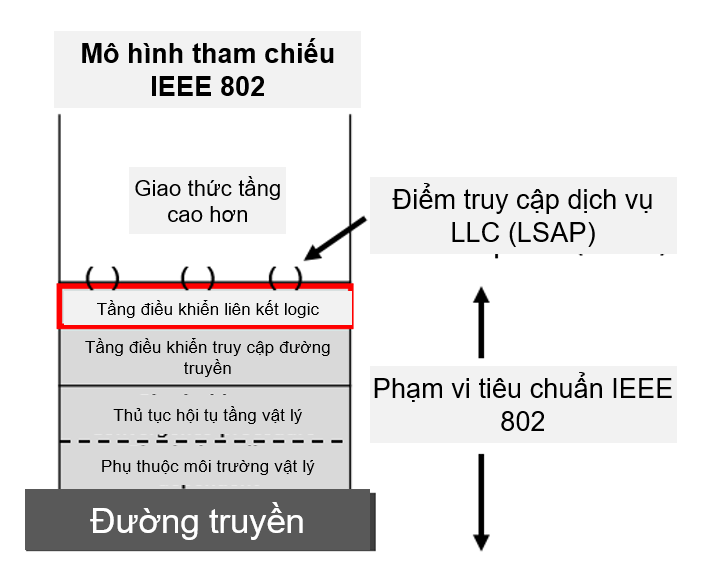 Mô hình tham chiếu
IEEE 802
Giao thức tầng
cao hơn
Điểm truy cập dịch vụ
LLC (LSAP)
Tầng điều khiển liên kết logic
Tầng điều khiển truy cập đường
truyền
Phạm vi tiêu chuẩn IEEE
802
Thủ tục hội tụ tầng vật lý
Phụ thuộc môi trường vật lý
Đường truyền